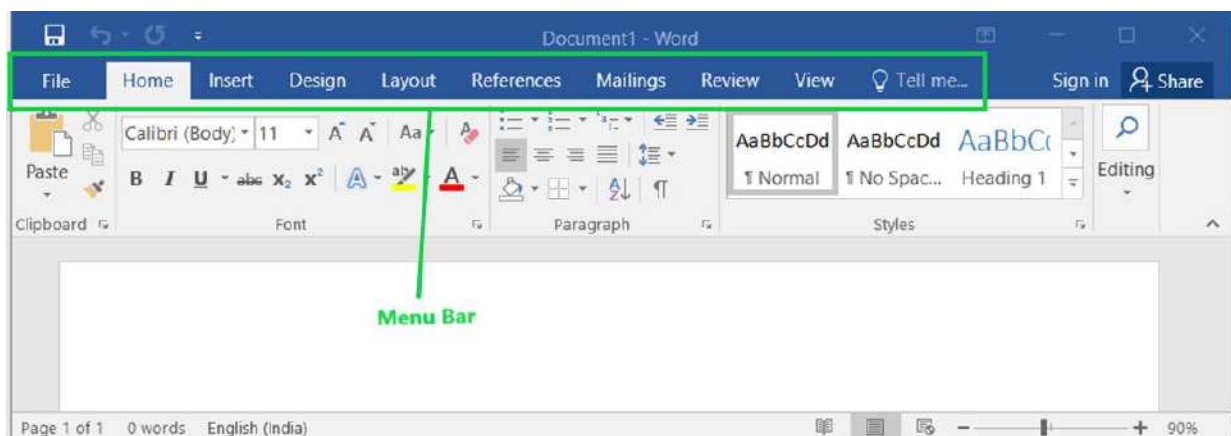 Document1 - Word
File Home Insert Design Layout References Mailings Review View Tell me... Sign in Share
Calibri (Body) 11 A A Aa A
AaBbCcDd AaBbCcDd AaBbC
Paste
B I U abc X₂ X² A aby A
A Z ¶
¶ Normal ¶ No Spac... Heading 1
Editing
Clipboard Font Paragraph Styles
Menu Bar
Page 1 of 1 0 words English (India) 90%